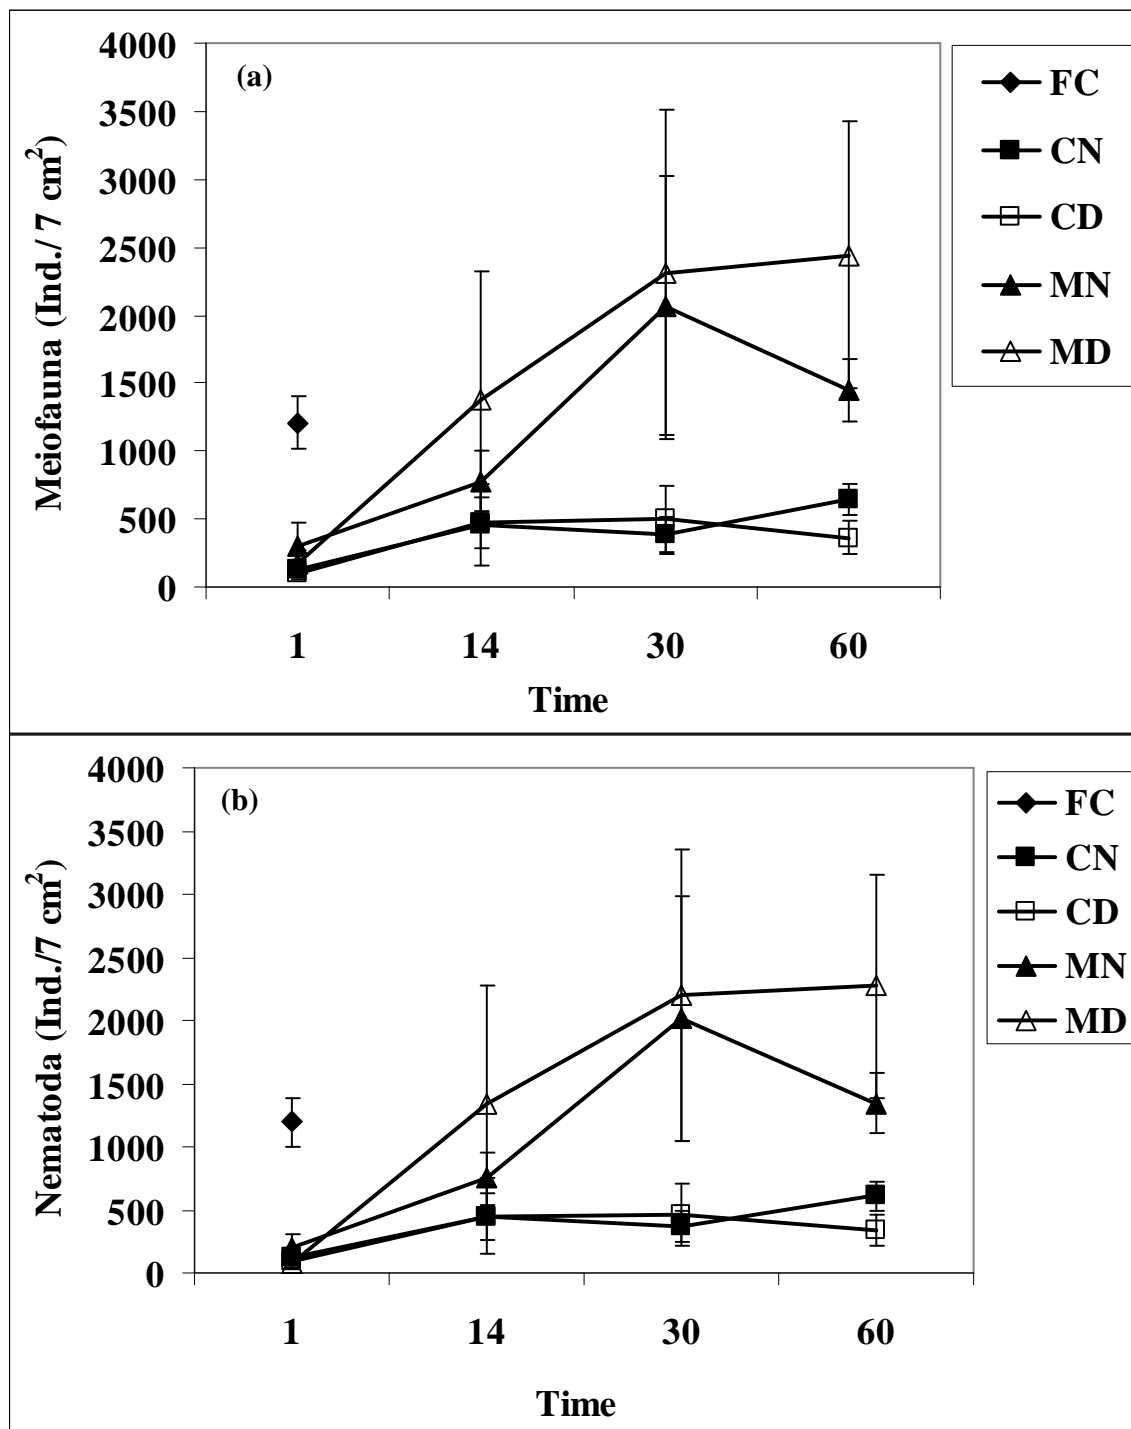 4000
(a)
3500
3000
2500
2000
1500
1000
500
0
Meiofauna (Ind./ 7 cm²)
1 14 30 60
Time
FC
CN
CD
MN
MD
4000
(b)
3500
3000
2500
2000
1500
1000
500
0
Nematoda (Ind./7 cm²)
1 14 30 60
Time
FC
CN
CD
MN
MD